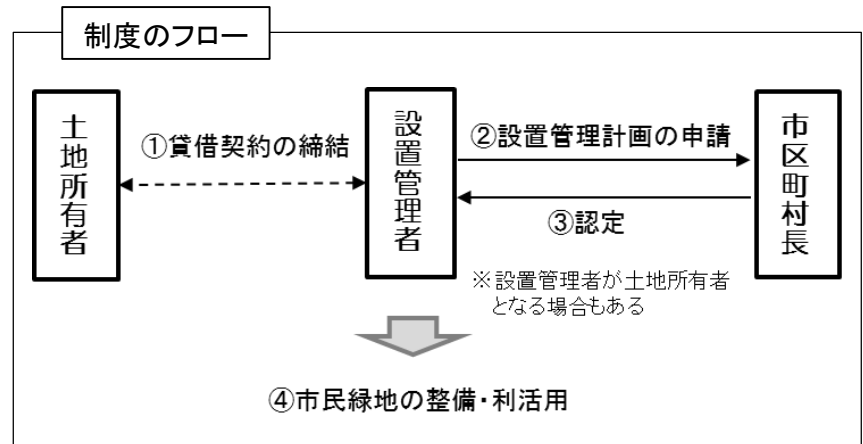 制度のフロー
土地所有者
①貸借契約の締結
設置管理者
②設置管理計画の申請
③認定
市区町村長
※設置管理者が土地所有者
となる場合もある
④市民緑地の整備・利活用